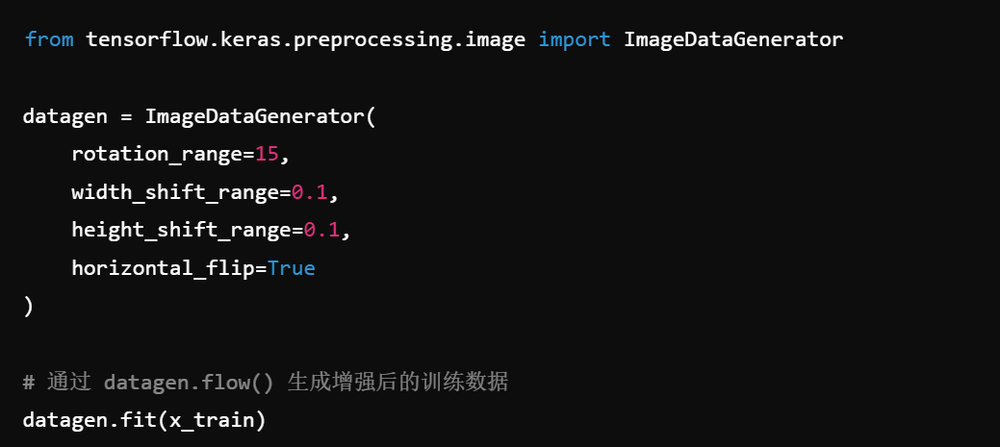 from tensorflow.keras.preprocessing.image import ImageDataGenerator
datagen = ImageDataGenerator(
    rotation_range=15,
    width_shift_range=0.1,
    height_shift_range=0.1,
    horizontal_flip=True
)
# 通过 datagen.flow() 生成增强后的训练数据
datagen.fit(x_train)